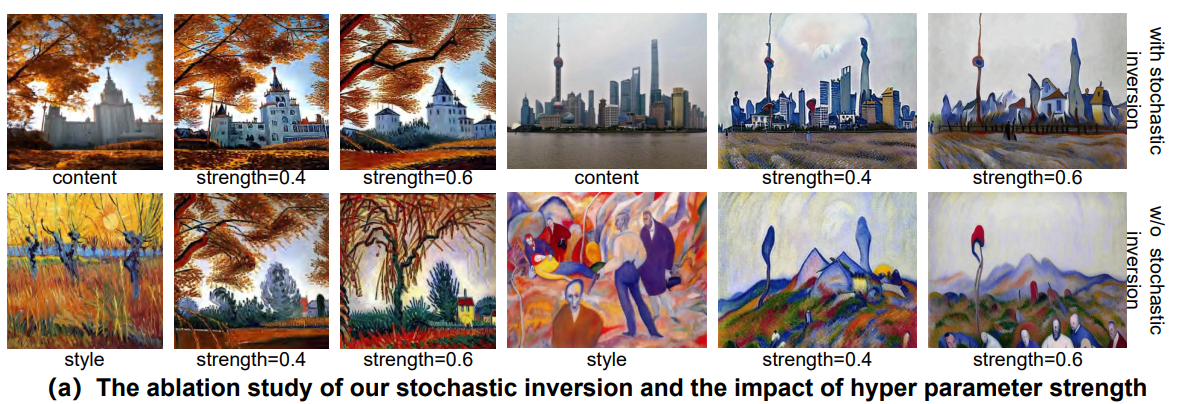 content
strength=0.4
strength=0.6
content
strength=0.4
strength=0.6
with stochastic
inversion
style
strength=0.4
strength=0.6
style
strength=0.4
strength=0.6
w/o stochastic
inversion
(a) The ablation study of our stochastic inversion and the impact of hyper parameter strength